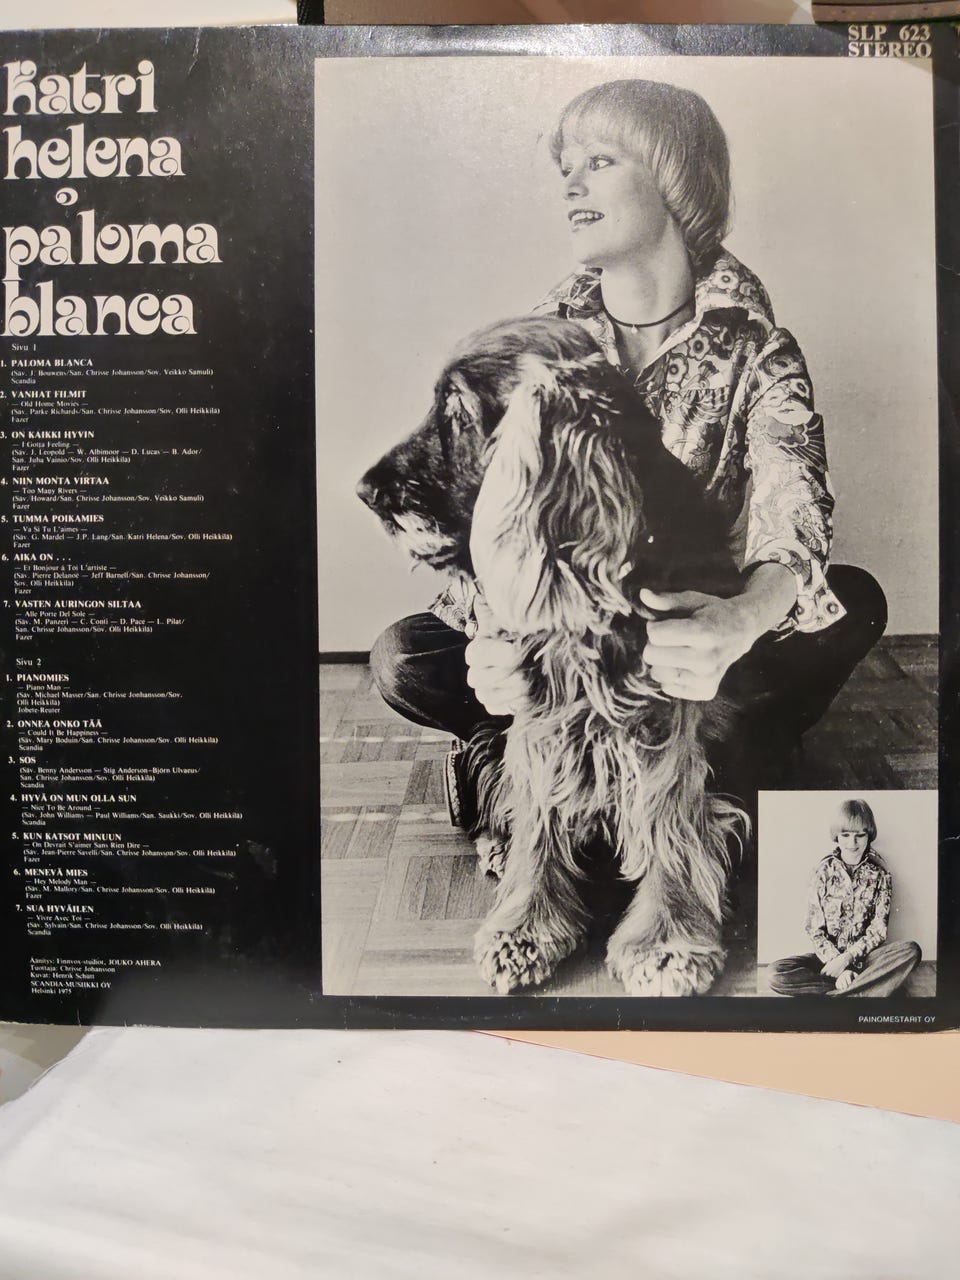 SLP 623
STEREO
katri
helena
paloma
blanca
Sivu 1
1. PALOMA BLANCA
(Säv. J. Bouwens/San. Chrisse Johansson/Sov. Veikko Samuli)
Scandia
2. VANHAT FILMIT
— Old Home Movies —
(Säv. Parke Richards/San. Chrisse Johansson/Sov. Olli Heikkilä)
Fazer
3. ON KAIKKI HYVIN
— I Gotta Feeling —
(Säv. J. Leopold — W. Albimoor — D. Lucas — B. Ador/
San. Juha Vainio/Sov. Olli Heikkilä)
Fazer
4. NIIN MONTA VIRTAA
— Too Many Rivers —
(Säv. Howard/San. Chrisse Johansson/Sov. Veikko Samuli)
Fazer
5. TUMMA POIKAMIES
— Va Si Tu L'aimes —
(Säv. G. Mardel — J.P. Lang/San. Katri Helena/Sov. Olli Heikkilä)
Fazer
6. AIKA ON . . .
— Et Bonjour á Toi L'artiste —
(Säv. Pierre Delanoë — Jeff Barnell/San. Chrisse Johansson/
Sov. Olli Heikkilä)
Fazer
7. VASTEN AURINGON SILTAA
— Alle Porte Del Sole —
(Säv. M. Panzeri — C. Conti — D. Pace — L. Pilat/
San. Chrisse Johansson/Sov. Olli Heikkilä)
Fazer
Sivu 2
1. PIANOMIES
— Piano Man —
(Säv. Michael Masser/San. Chrisse Jonhansson/Sov.
Olli Heikkilä)
Jobete-Reuter
2. ONNEA ONKO TÄÄ
— Could It Be Happiness —
(Säv. Mary Boduin/San. Chrisse Johansson/Sov. Olli Heikkilä)
Scandia
3. SOS
(Säv. Benny Andersson — Stig Anderson–Björn Ulvaeus/
San. Chrisse Johansson/Sov. Olli Heikkilä)
Scandia
4. HYVÄ ON MUN OLLA SUN
— Nice To Be Around —
(Säv. John Williams — Paul Williams/San. Saukki/Sov. Olli Heikkilä)
Scandia
5. KUN KATSOT MINUUN
— On Devrait S'aimer Sans Rien Dire —
(Säv. Jean-Pierre Savelli/San. Chrisse Johansson/Sov. Olli Heikkilä)
Fazer
6. MENEVÄ MIES
— Hey Melody Man —
(Säv. M. Mallory/San. Chrisse Johansson/Sov. Olli Heikkilä)
Fazer
7. SUA HYVÄILEN
— Vivre Avec Toi —
(Säv. Sylvain/San. Chrisse Johansson/Sov. Olli Heikkilä)
Scandia
Äänitys: Finnvox-studiot, JOUKO AHERA
Tuottaja: Chrisse Johansson
Kuvat: Henrik Schütt
SCANDIA-MUSIIKKI OY
Helsinki 1975
PAINOMESTARIT OY